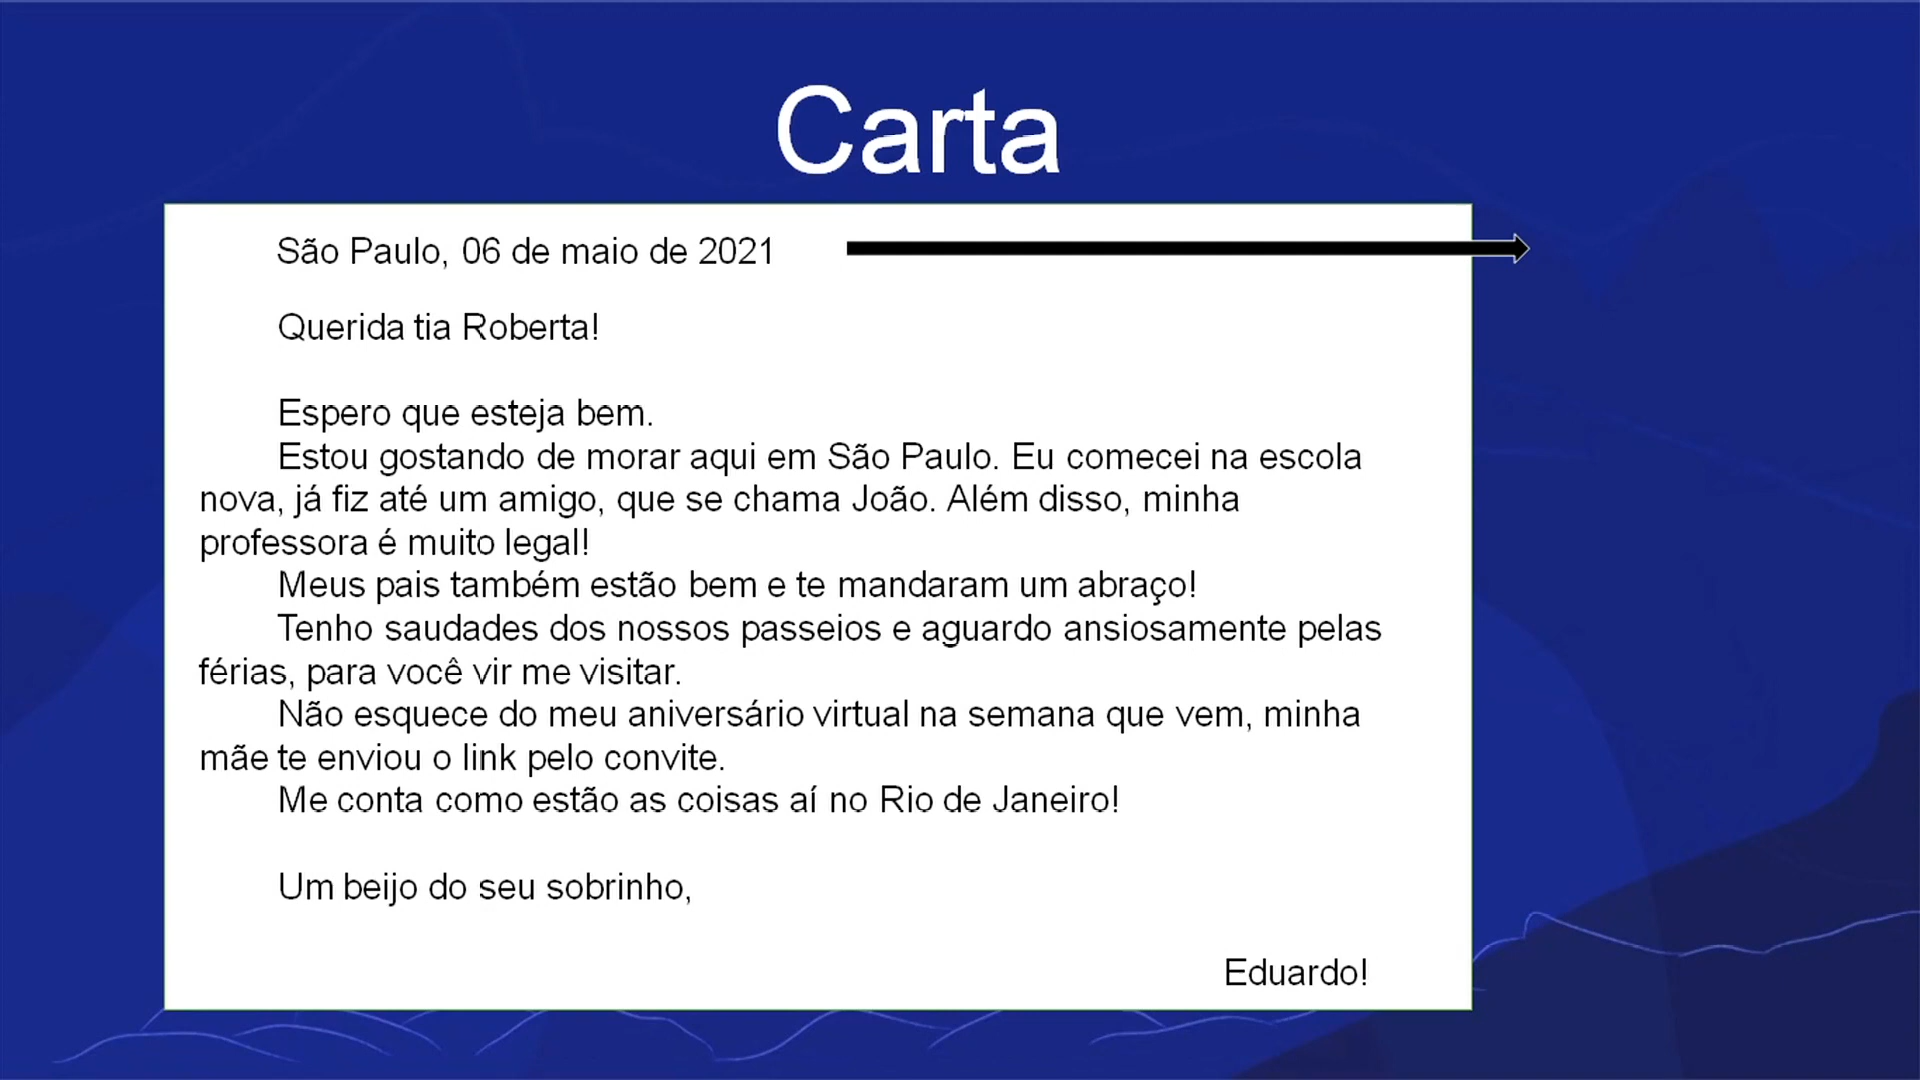 Carta
São Paulo, 06 de maio de 2021
Querida tia Roberta!
Espero que esteja bem.
Estou gostando de morar aqui em São Paulo. Eu comecei na escola
nova, já fiz até um amigo, que se chama João. Além disso, minha
professora é muito legal!
Meus pais também estão bem e te mandaram um abraço!
Tenho saudades dos nossos passeios e aguardo ansiosamente pelas
férias, para você vir me visitar.
Não esquece do meu aniversário virtual na semana que vem, minha
mãe te enviou o link pelo convite.
Me conta como estão as coisas aí no Rio de Janeiro!
Um beijo do seu sobrinho,
Eduardo!